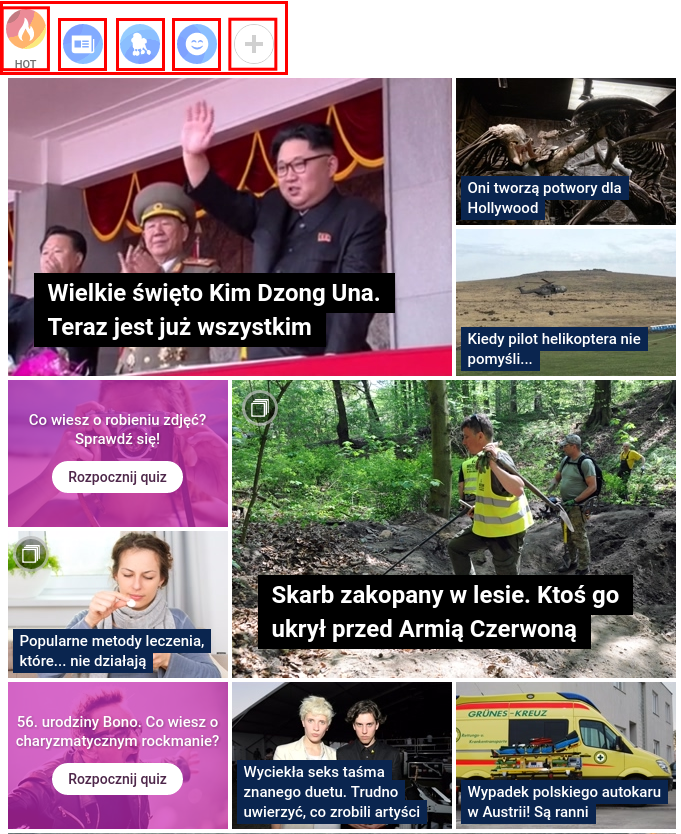 HOT
Wielkie święto Kim Dzong Una.
Teraz jest już wszystkim
Oni tworzą potwory dla
Hollywood
Kiedy pilot helikoptera nie
pomyśli...
Co wiesz o robieniu zdjęć?
Sprawdź się!
Rozpocznij quiz
Skarb zakopany w lesie. Ktoś go
ukrył przed Armią Czerwoną
Popularne metody leczenia,
które... nie działają
56. urodziny Bono. Co wiesz o
charyzmatycznym rockmanie?
Rozpocznij quiz
Wyciekła seks taśma
znanego duetu. Trudno
uwierzyć, co zrobili artyści
GRÜNES-KREUZ
Wypadek polskiego autokaru
w Austrii! Są ranni